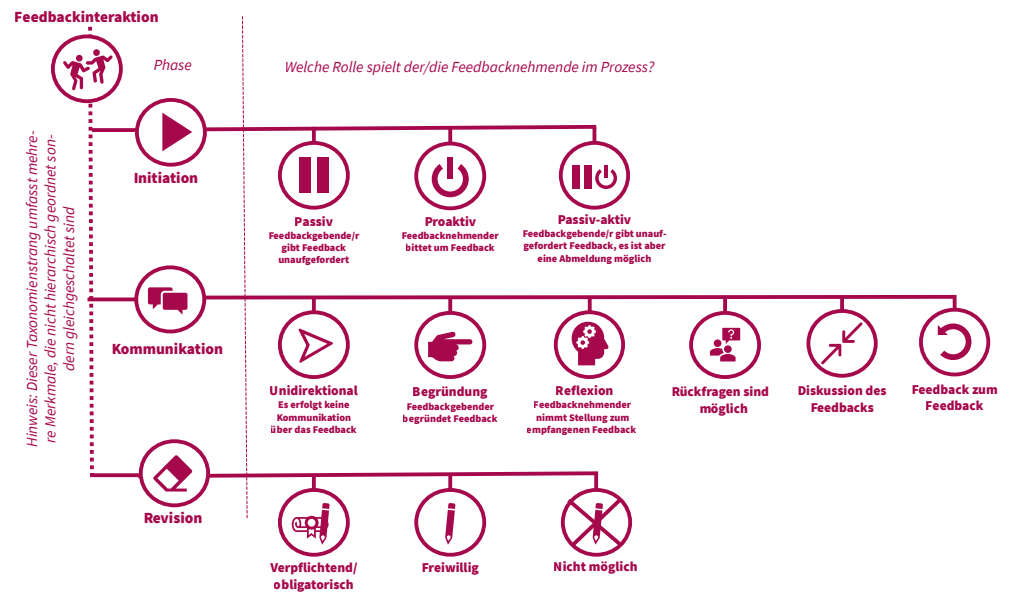 Feedbackinteraktion
Phase
Welche Rolle spielt der/die Feedbacknehmende im Prozess?
Hinweis: Dieser Taxonomienstrang umfasst mehre-
re Merkmale, die nicht hierarchisch geordnet son-
dern gleichgeschaltet sind
Initiation
Passiv
Feedbackgebende/r
gibt Feedback
unaufgefordert
Proaktiv
Feedbacknehmender
bittet um Feedback
Passiv-aktiv
Feedbackgebende/r gibt unauf-
gefordert Feedback, es ist aber
eine Abmeldung möglich
Kommunikation
Unidirektional
Es erfolgt keine
Kommunikation
über das Feedback
Begründung
Feedbackgebender
begründet Feedback
Reflexion
Feedbacknehmender
nimmt Stellung zum
empfangenen Feedback
?
Rückfragen sind
möglich
Diskussion des
Feedbacks
Feedback zum
Feedback
Revision
Verpflichtend/
obligatorisch
Freiwillig
Nicht möglich